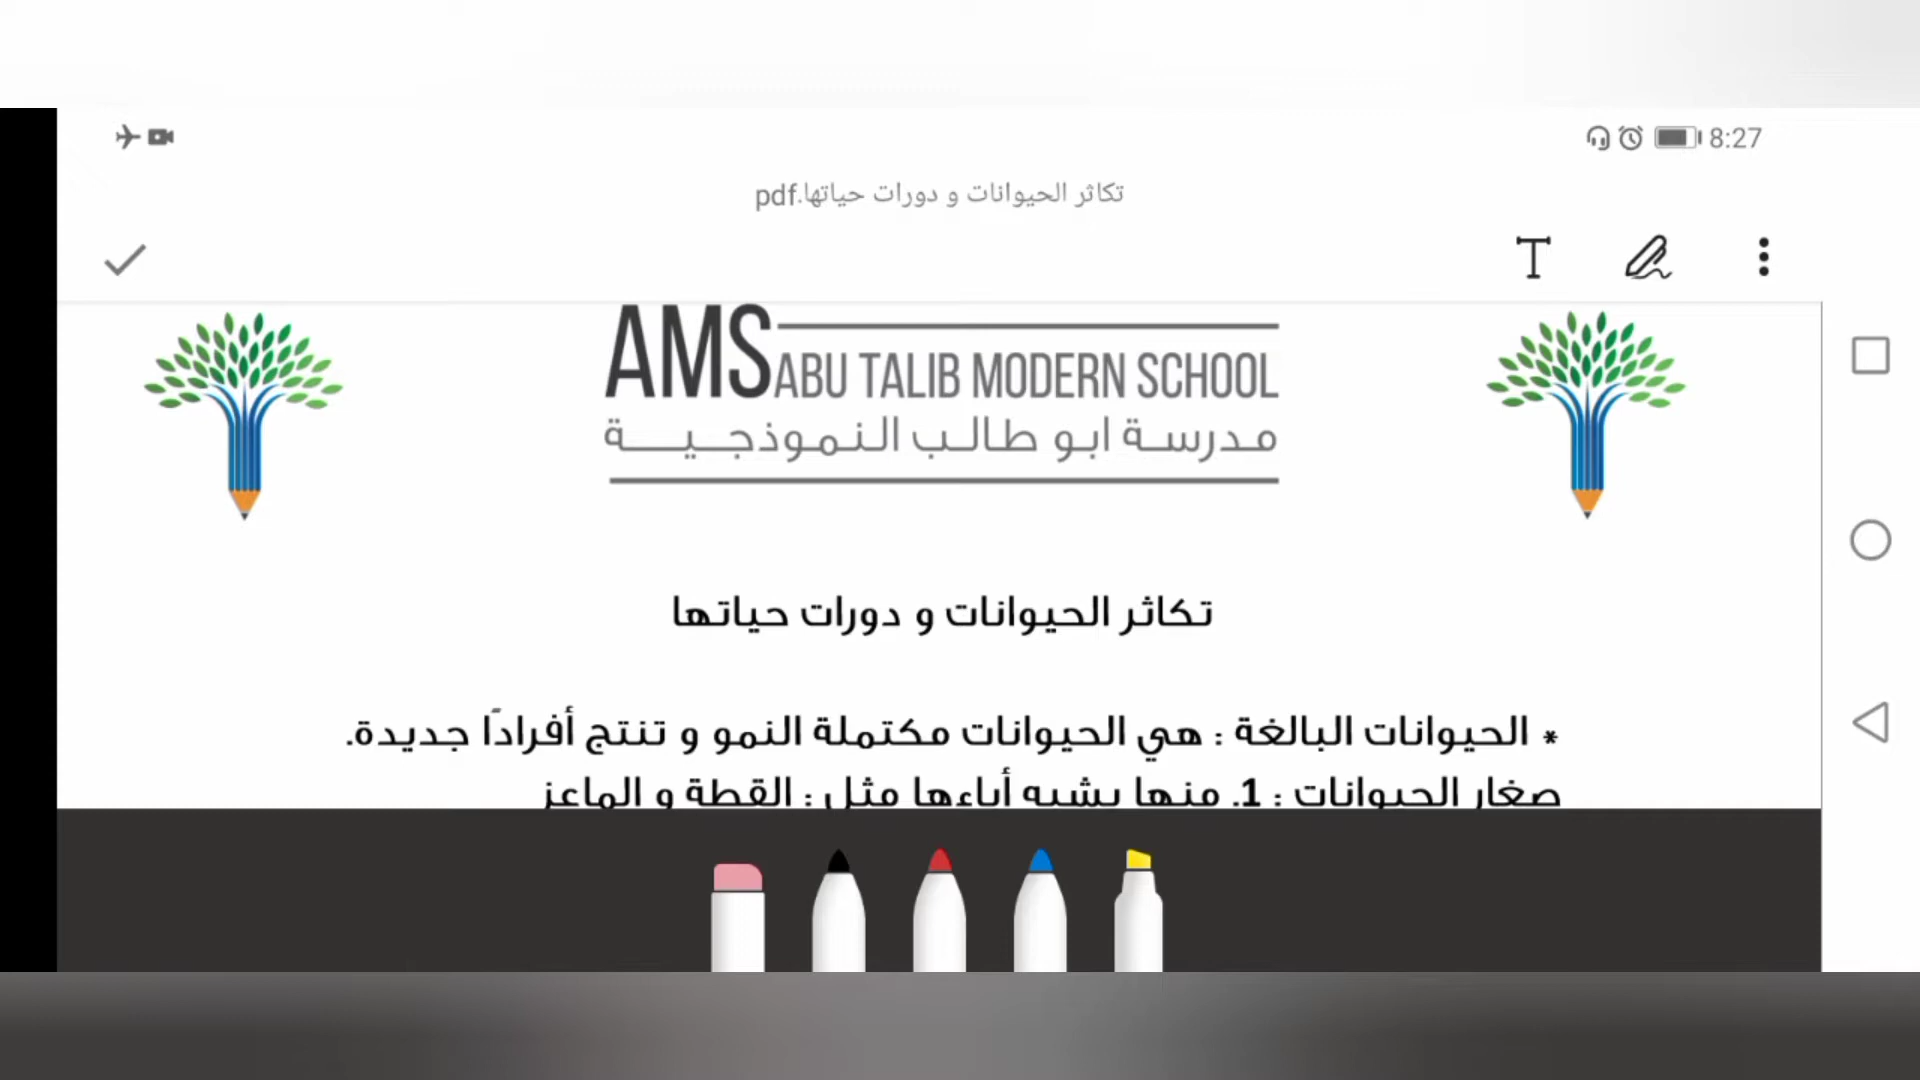 8:27
تكاثر الحيوانات و دورات حياتها.pdf
AMS ABU TALIB MODERN SCHOOL
مدرسة ابو طالب النموذجية
تكاثر الحيوانات و دورات حياتها
* الحيوانات البالغة : هي الحيوانات مكتملة النمو و تنتج أفرادًا جديدة.
صغار الحيوانات : 1. منها يشبه أباءها مثل : القطة و الماعز